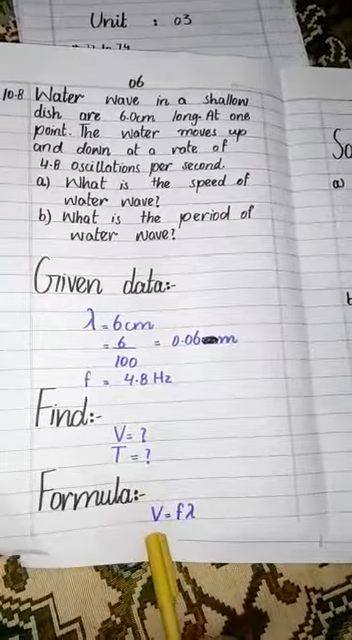 Unit : 03
06
10.8 Water wave in a shallow
dish are 6.0cm long. At one
point. The water moves up
and down at a rate of
4.8 oscillations per second.
a) What is the speed of
water wave?
b) What is the period of
water wave?
Given data:-
λ = 6cm
= 6/100 = 0.06 m
f = 4.8 Hz
Find:-
V = ?
T = ?
Formula:-
V = fλ
So
a)